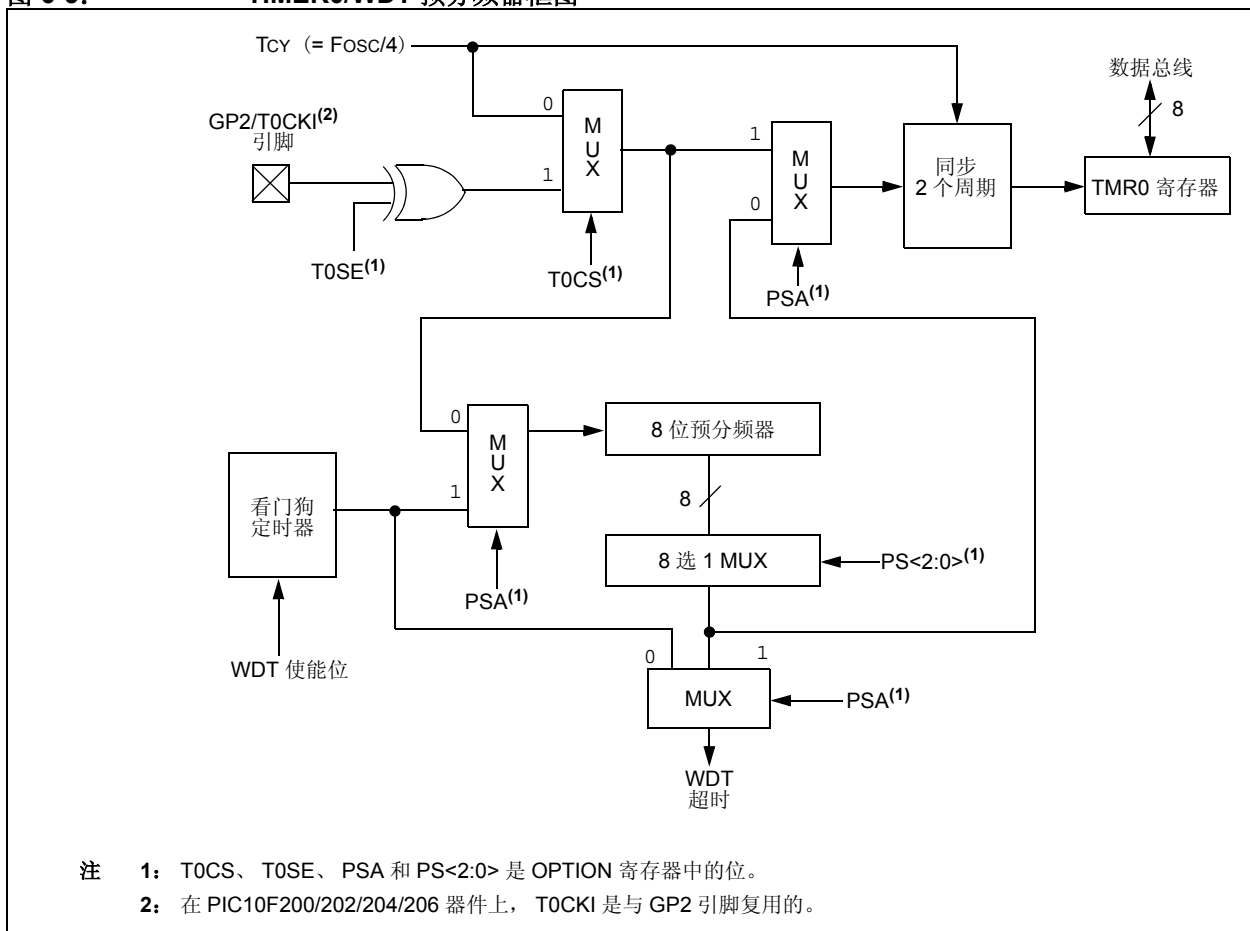 TCY (= FOSC/4)
数据总线
8
GP2/T0CKI(2)
引脚
0
1
M
U
X
1
0
M
U
X
同步
2 个周期
TMR0 寄存器
T0SE(1)
T0CS(1)
PSA(1)
0
1
M
U
X
8 位预分频器
看门狗
定时器
8
8 选 1 MUX
PS<2:0>(1)
PSA(1)
WDT 使能位
0
1
MUX
PSA(1)
WDT
超时
注 1: T0CS、 T0SE、 PSA 和 PS<2:0> 是 OPTION 寄存器中的位。
2: 在 PIC10F200/202/204/206 器件上, T0CKI 是与 GP2 引脚复用的。